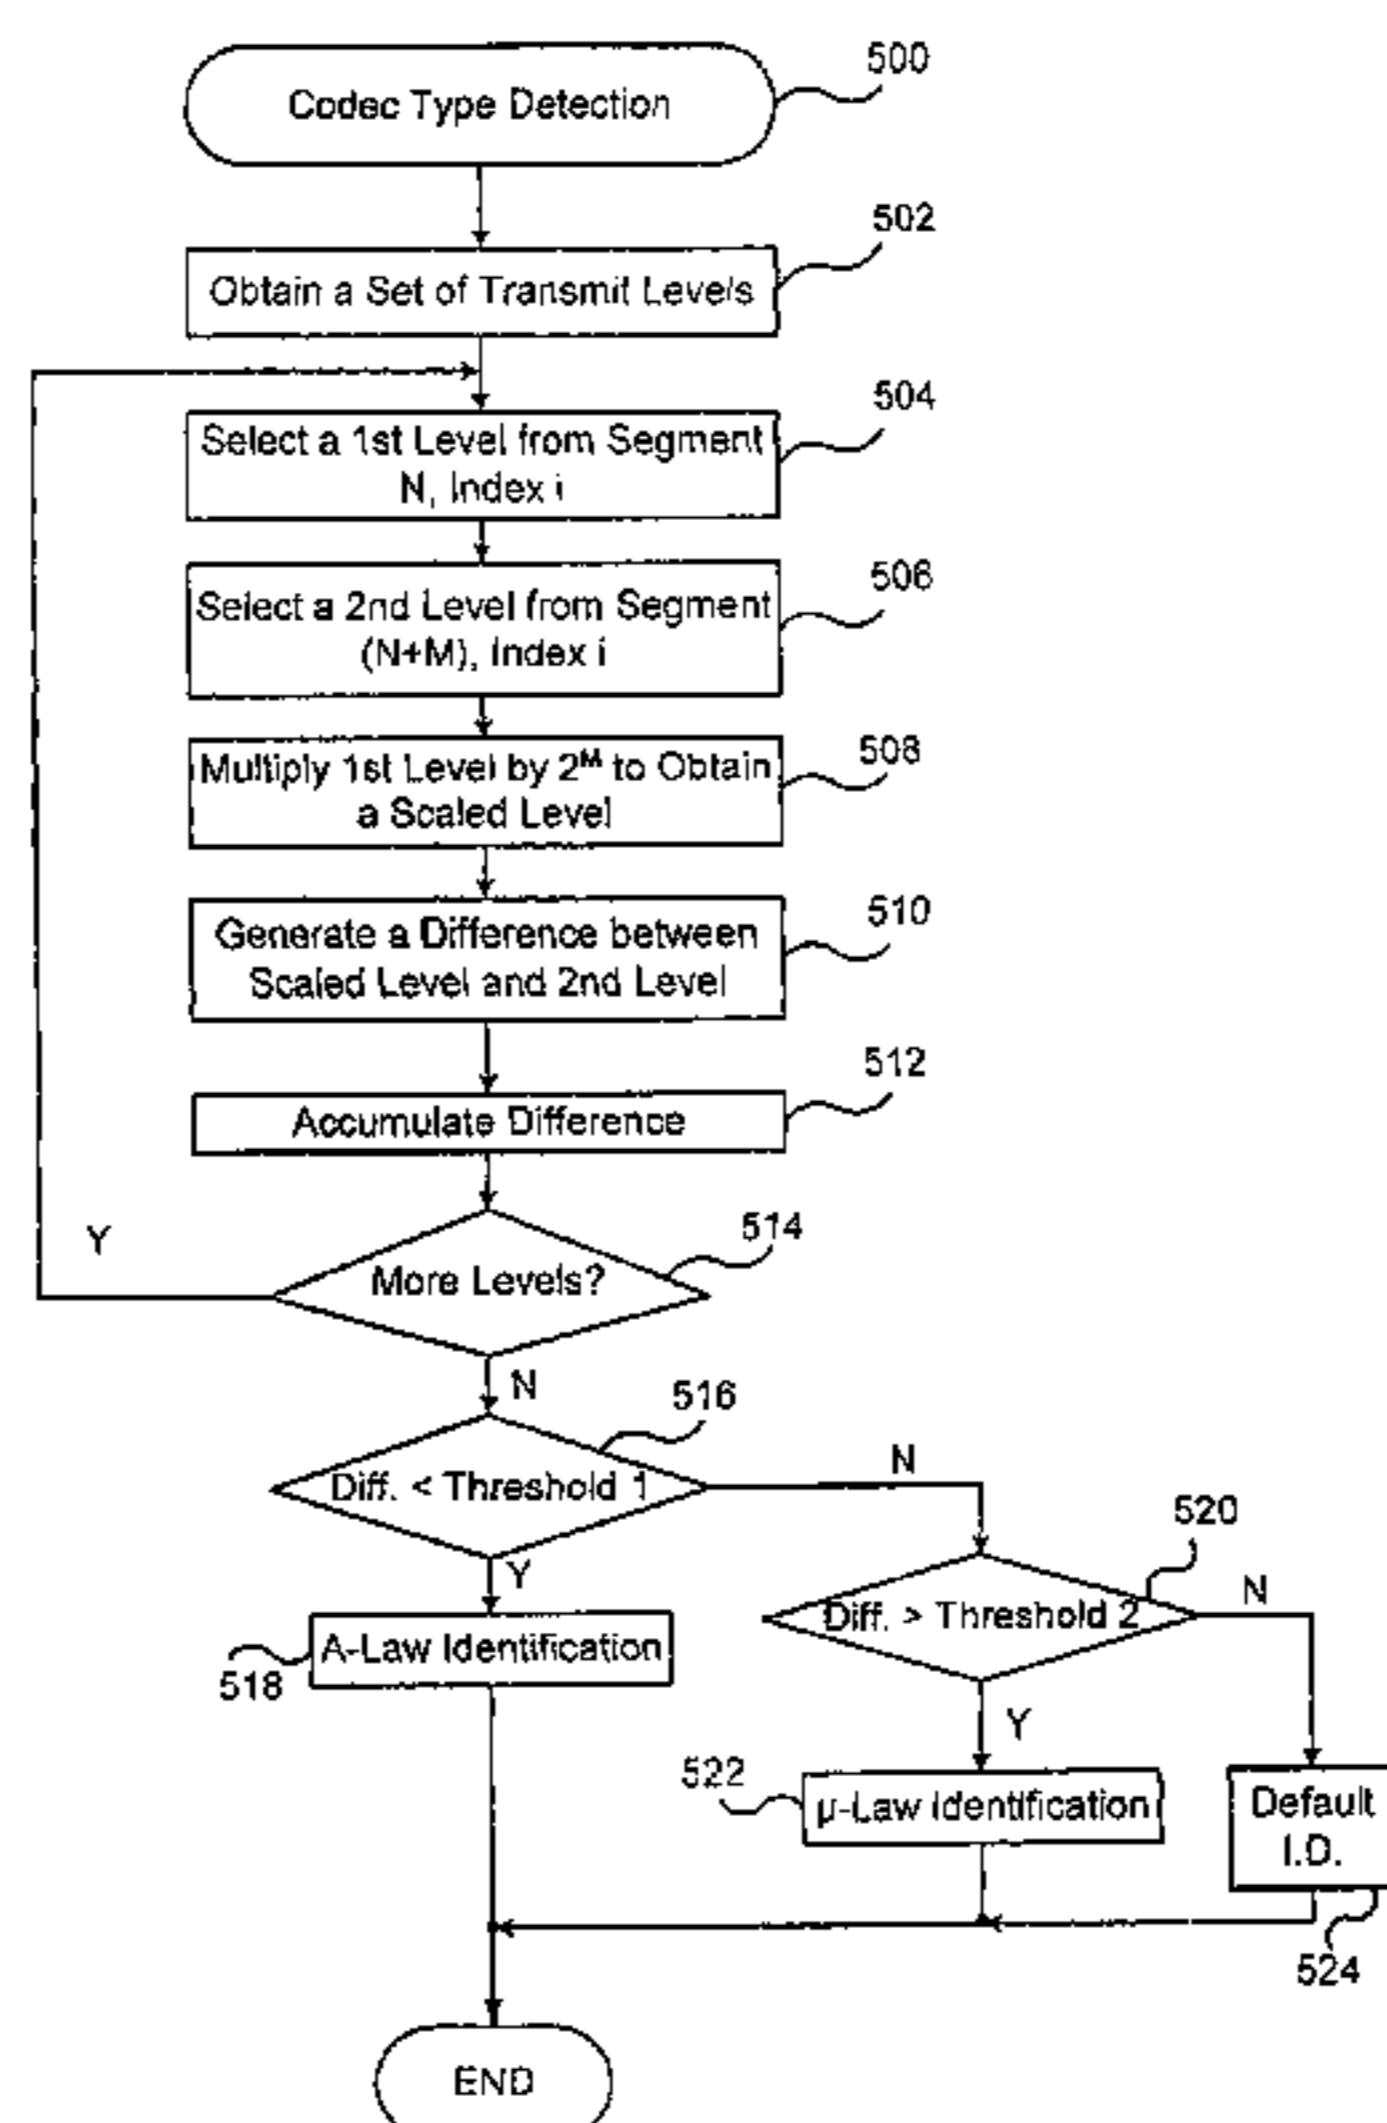 Codec Type Detection
500
502
Obtain a Set of Transmit Levels
504
Select a 1st Level from Segment
N, Index i
506
Select a 2nd Level from Segment
(N+M), Index i
508
Multiply 1st Level by 2ᴹ to Obtain
a Scaled Level
510
Generate a Difference between
Scaled Level and 2nd Level
512
Accumulate Difference
Y
514
More Levels?
N
516
Diff. < Threshold 1
N
520
Y
Diff. > Threshold 2
N
A-Law Identification
518
Y
522
µ-Law Identification
Default
I.D.
524
END